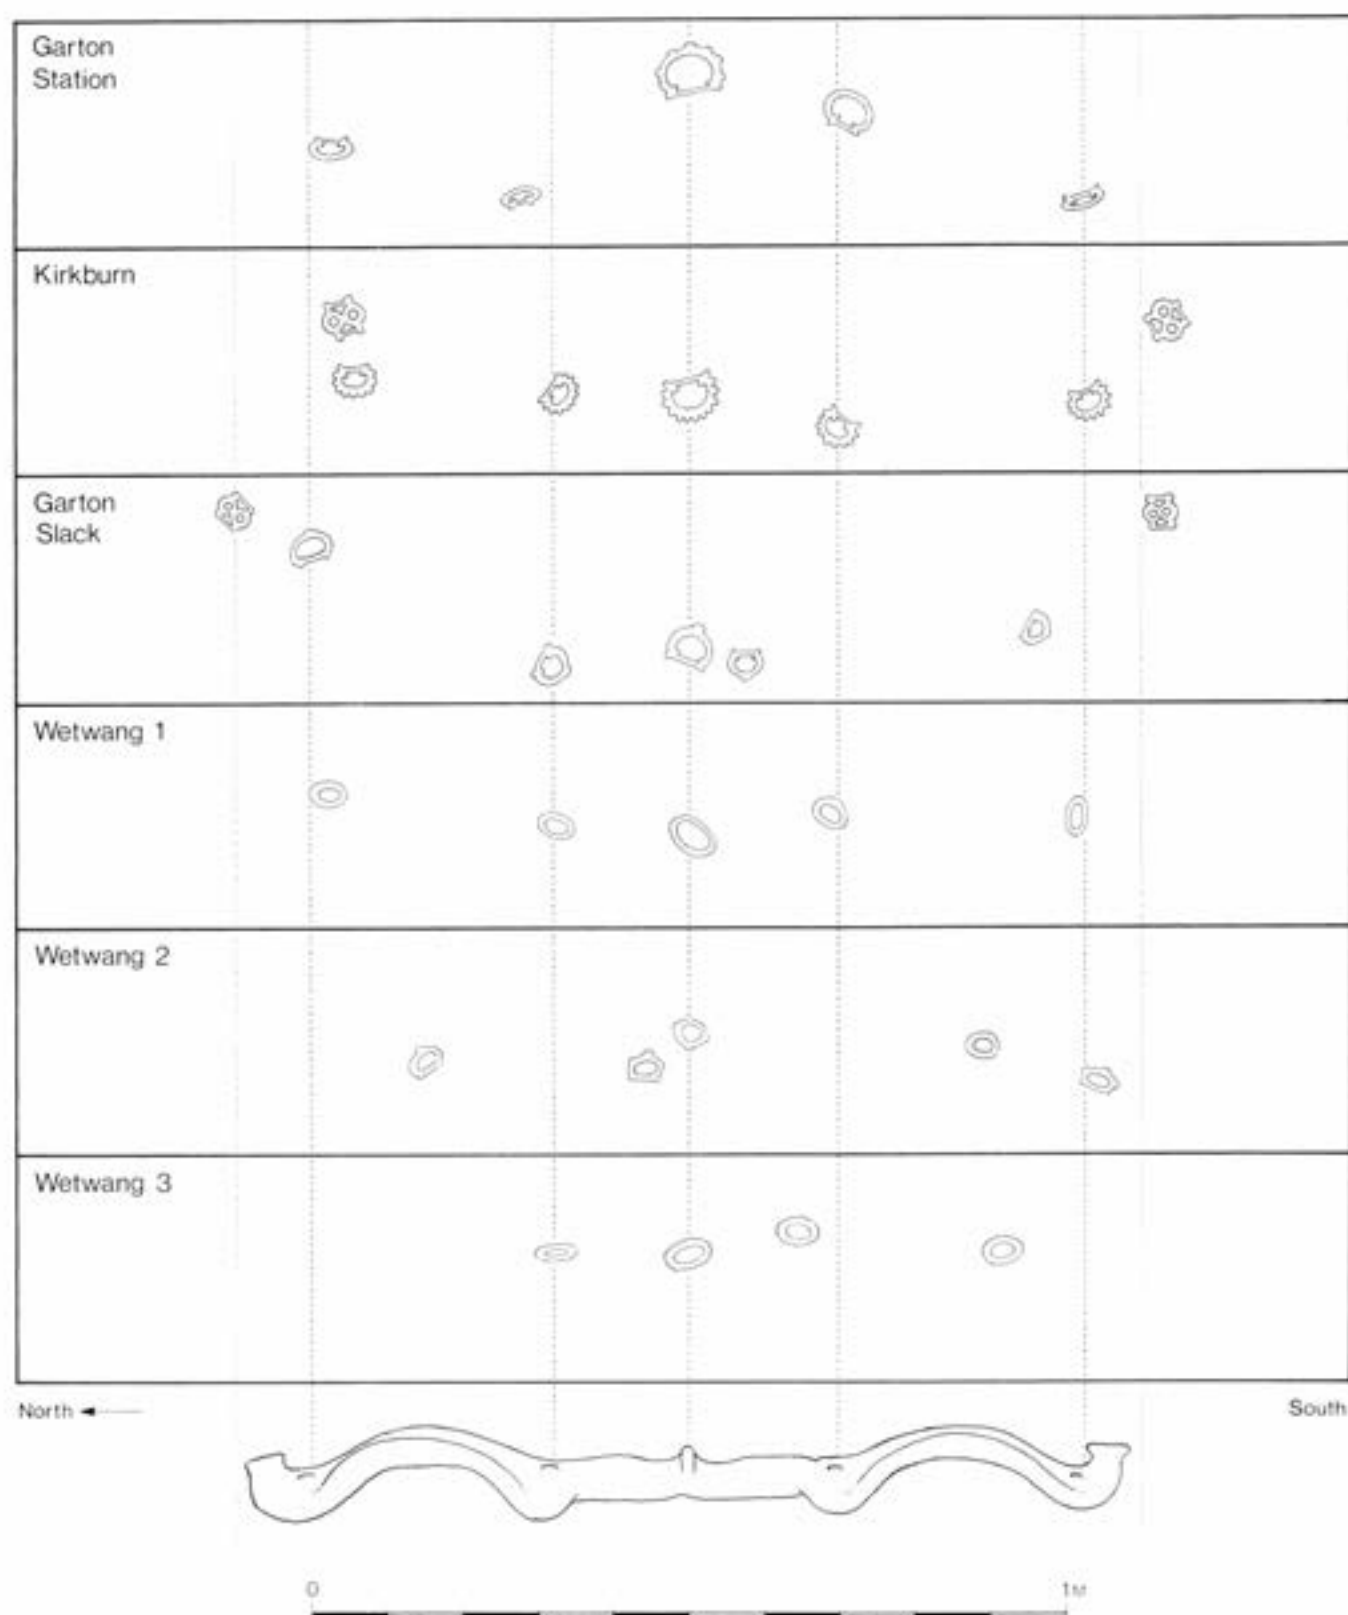 Garton
Station
Kirkburn
Garton
Slack
Wetwang 1
Wetwang 2
Wetwang 3
North
South
0
1M